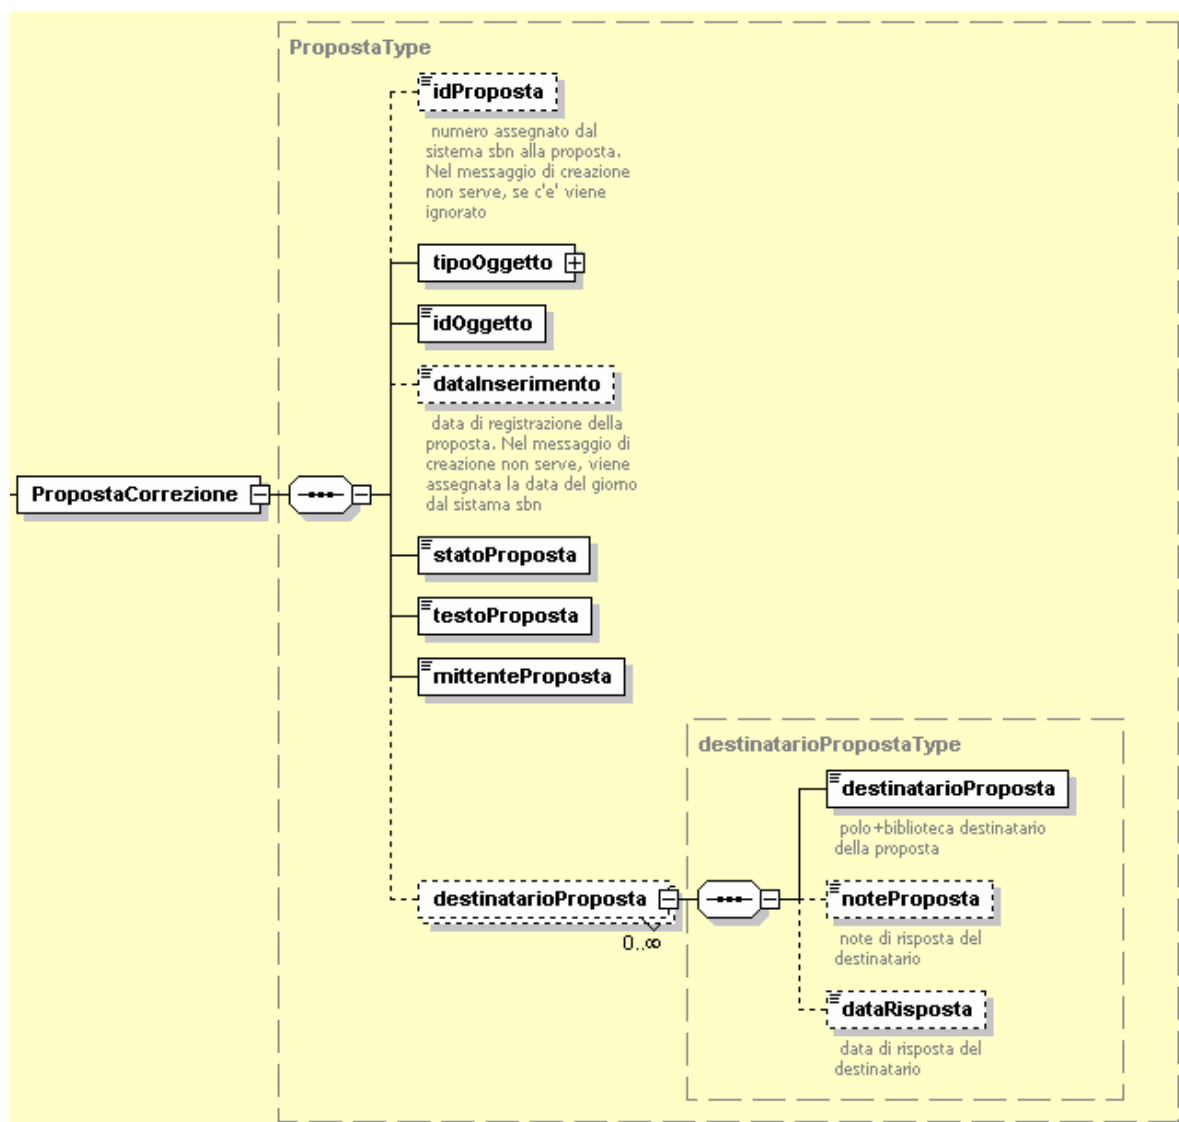 PropostaType
idProposta
numero assegnato dal
sistema sbn alla proposta.
Nel messaggio di creazione
non serve, se c'e' viene
ignorato
tipoOggetto
idOggetto
dataInserimento
data di registrazione della
proposta. Nel messaggio di
creazione non serve, viene
assegnata la data del giorno
dal sistama sbn
PropostaCorrezione
statoProposta
testoProposta
mittenteProposta
destinatarioPropostaType
destinatarioProposta
polo+biblioteca destinatario
della proposta
destinatarioProposta
0..∞
noteProposta
note di risposta del
destinatario
dataRisposta
data di risposta del
destinatario